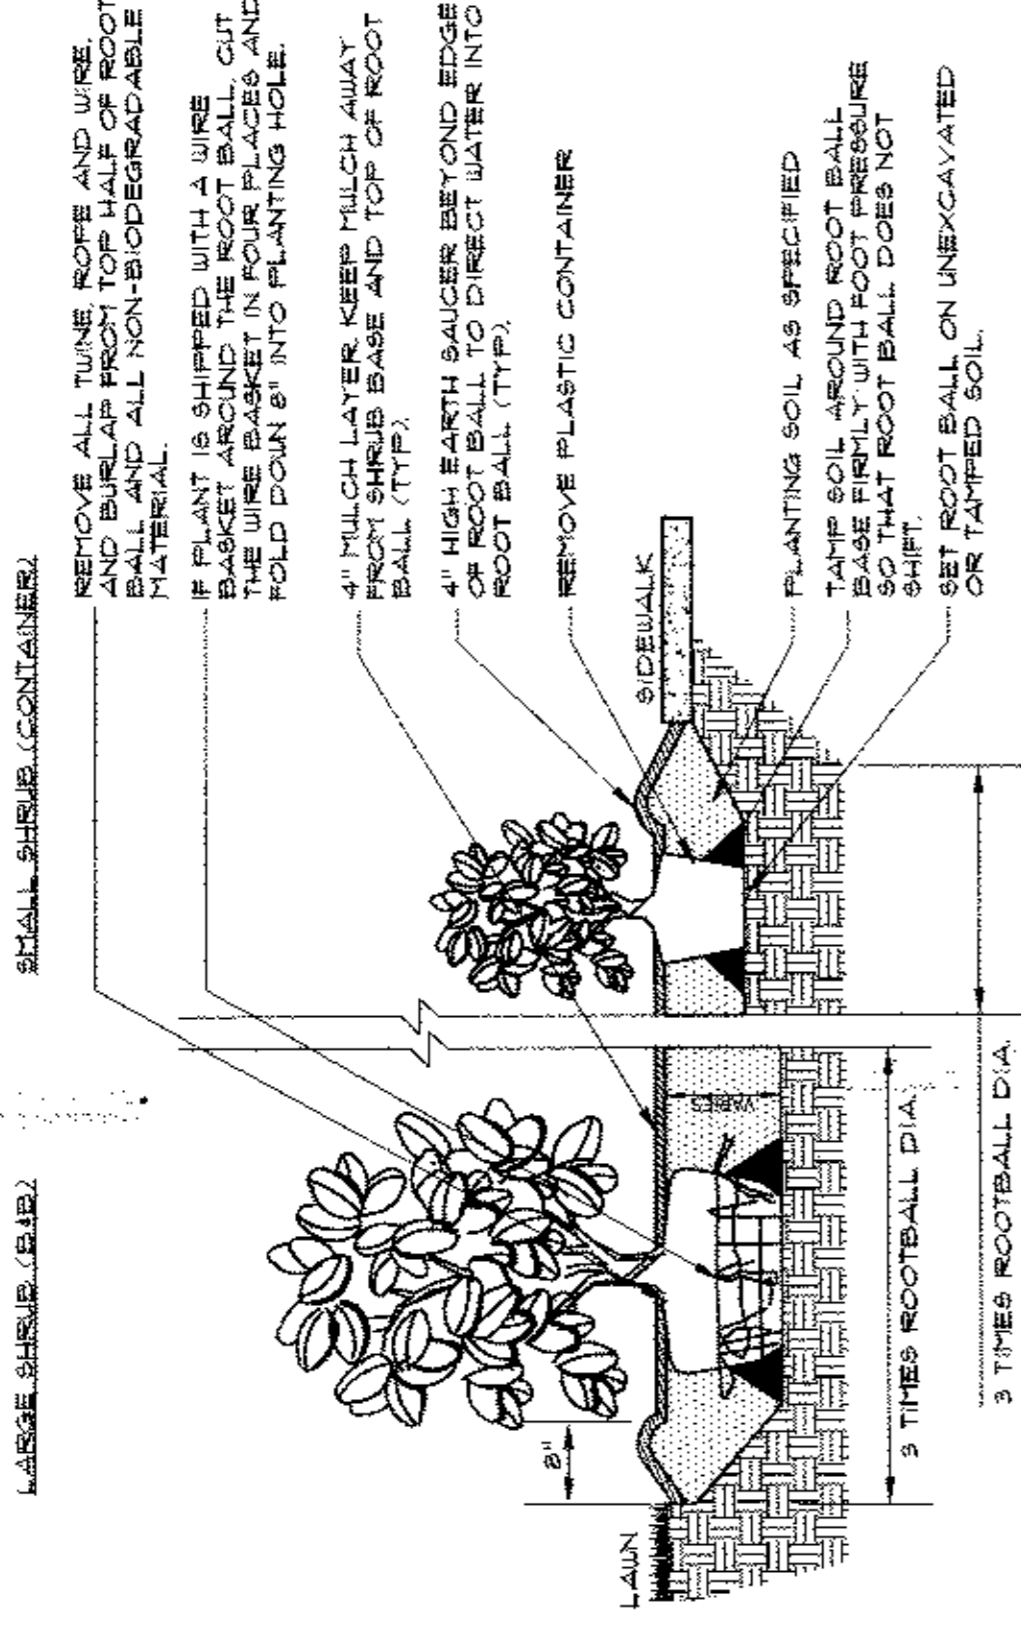 LARGE SHRUB (B&B)
SMALL SHRUB (CONTAINER)
REMOVE ALL TWINE, ROPE AND WIRE,
AND BURLAP FROM TOP HALF OF ROOT
BALL AND ALL NON-BIODEGRADABLE
MATERIAL.
IF PLANT IS SHIPPED WITH A WIRE
BASKET AROUND THE ROOT BALL, CUT
THE WIRE BASKET IN FOUR PLACES AND
FOLD DOWN 8" INTO PLANTING HOLE.
4" MULCH LAYER. KEEP MULCH AWAY
FROM SHRUB BASE AND TOP OF ROOT
BALL (TYP).
4" HIGH EARTH SAUCER BEYOND EDGE
OF ROOT BALL TO DIRECT WATER INTO
ROOT BALL (TYP).
REMOVE PLASTIC CONTAINER
SIDEWALK
PLANTING SOIL AS SPECIFIED
TAMP SOIL AROUND ROOT BALL
BASE FIRMLY WITH FOOT PRESSURE
SO THAT ROOT BALL DOES NOT
SHIFT.
SET ROOT BALL ON UNEXCAVATED
OR TAMPED SOIL.
8"
LAWN
VARIES
3 TIMES ROOTBALL DIA.
3 TIMES ROOTBALL DIA.